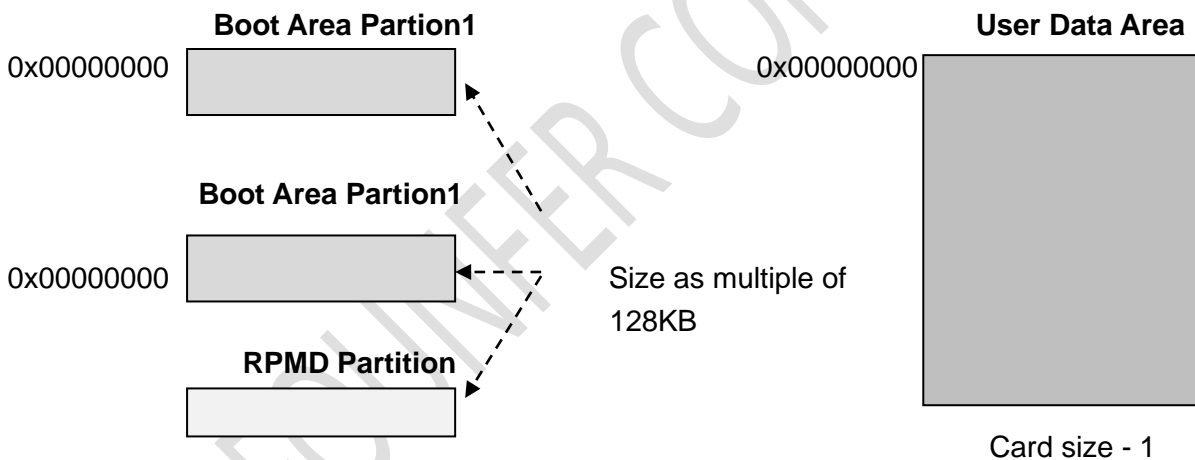 Boot Area Partion1
0x00000000
Boot Area Partion1
0x00000000
RPMD Partition
Size as multiple of
128KB
User Data Area
0x00000000
Card size - 1